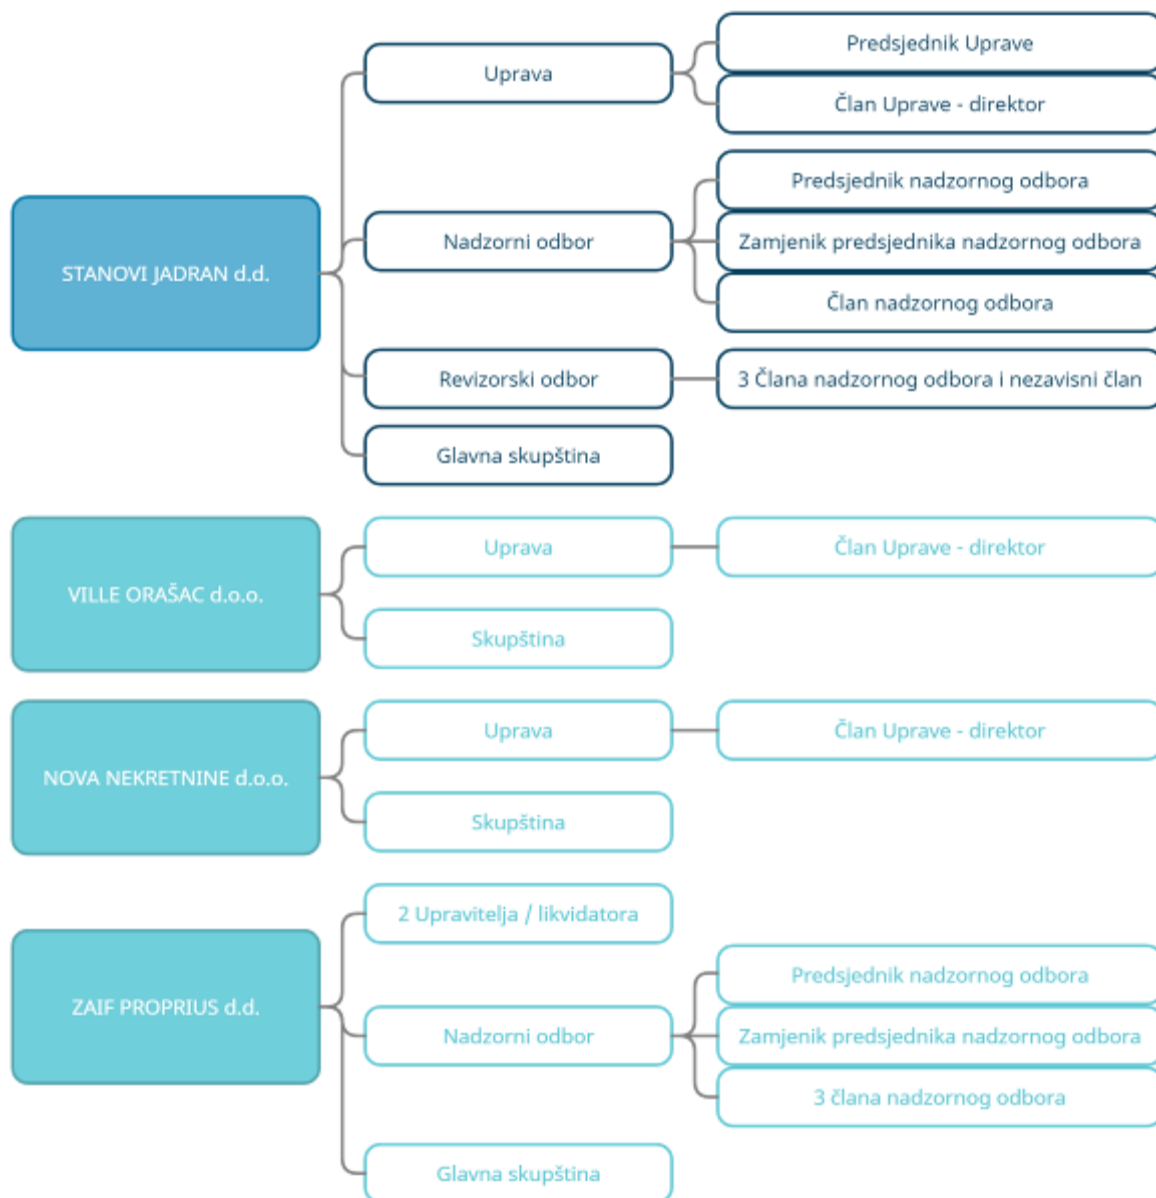 STANOVI JADRAN d.d.
Uprava
Predsjednik Uprave
Član Uprave - direktor
Nadzorni odbor
Predsjednik nadzornog odbora
Zamjenik predsjednika nadzornog odbora
Član nadzornog odbora
Revizorski odbor
3 Člana nadzornog odbora i nezavisni član
Glavna skupština
VILLE ORAŠAC d.o.o.
Uprava
Član Uprave - direktor
Skupština
NOVA NEKRETNINE d.o.o.
Uprava
Član Uprave - direktor
Skupština
ZAIF PROPRIUS d.d.
2 Upravitelja / likvidatora
Nadzorni odbor
Predsjednik nadzornog odbora
Zamjenik predsjednika nadzornog odbora
3 člana nadzornog odbora
Glavna skupština